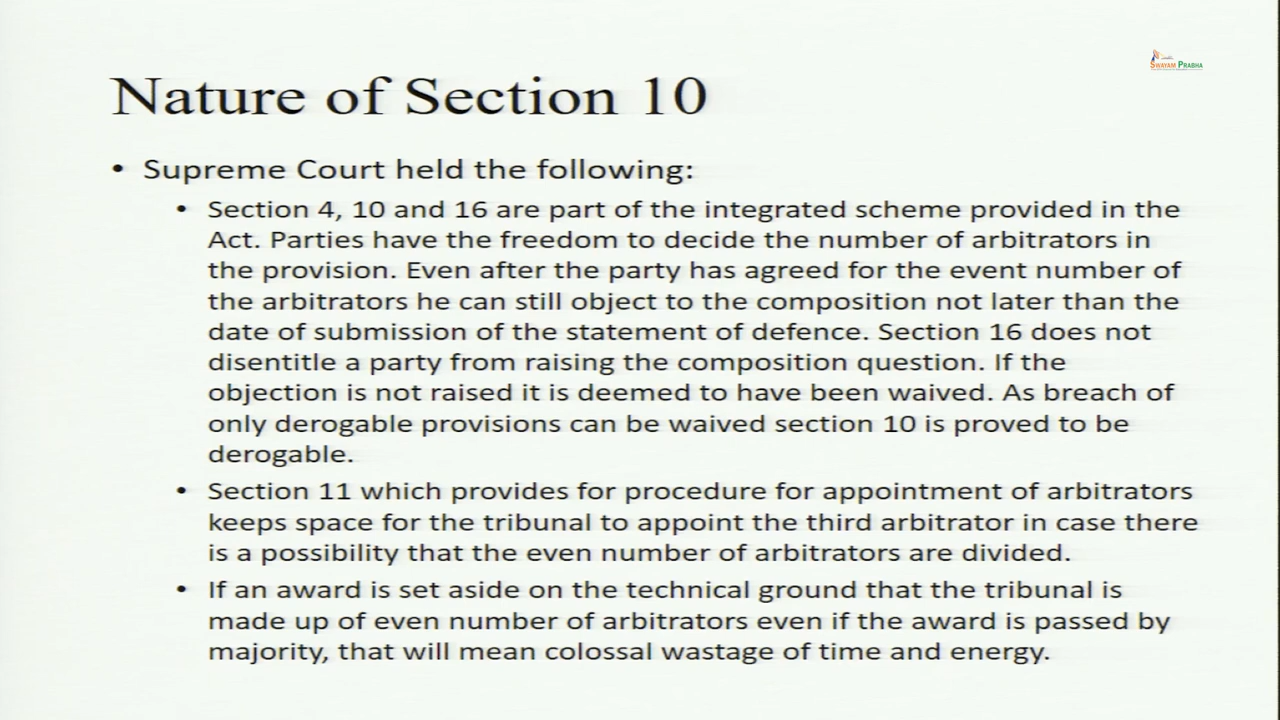 SWAYAM PRABHA
Nature of Section 10
• Supreme Court held the following:
• Section 4, 10 and 16 are part of the integrated scheme provided in the
Act. Parties have the freedom to decide the number of arbitrators in
the provision. Even after the party has agreed for the event number of
the arbitrators he can still object to the composition not later than the
date of submission of the statement of defence. Section 16 does not
disentitle a party from raising the composition question. If the
objection is not raised it is deemed to have been waived. As breach of
only derogable provisions can be waived section 10 is proved to be
derogable.
• Section 11 which provides for procedure for appointment of arbitrators
keeps space for the tribunal to appoint the third arbitrator in case there
is a possibility that the even number of arbitrators are divided.
• If an award is set aside on the technical ground that the tribunal is
made up of even number of arbitrators even if the award is passed by
majority, that will mean colossal wastage of time and energy.